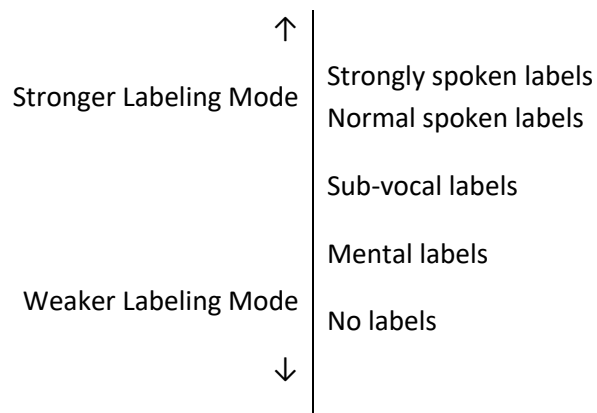 ↑
Strongly spoken labels
Stronger Labeling Mode
Normal spoken labels
Sub-vocal labels
Mental labels
Weaker Labeling Mode
No labels
↓